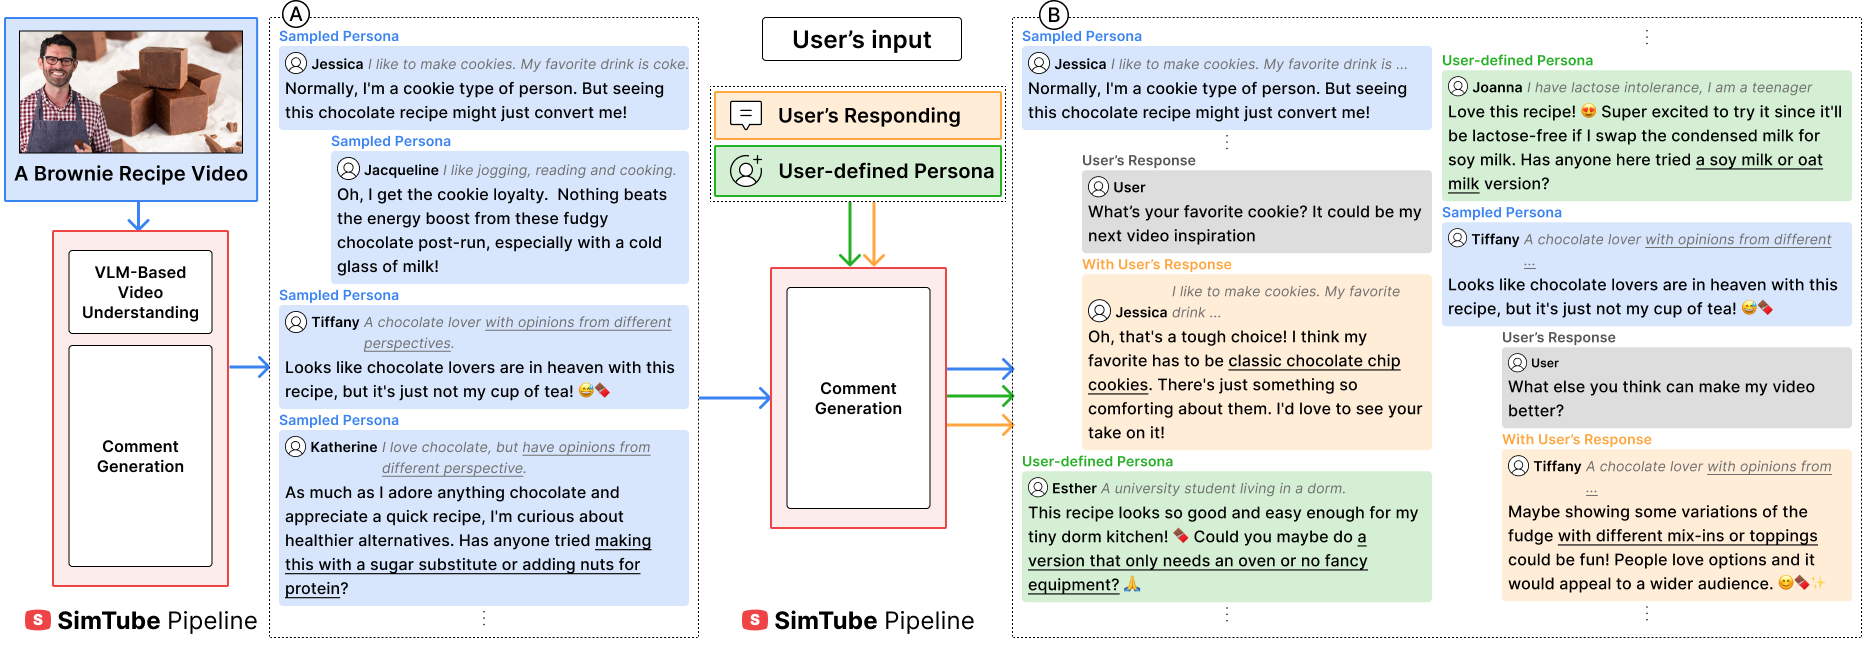 A Brownie Recipe Video
VLM-Based
Video
Understanding
Comment
Generation
S SimTube Pipeline
A
Sampled Persona
Jessica I like to make cookies. My favorite drink is coke.
Normally, I'm a cookie type of person. But seeing
this chocolate recipe might just convert me!
Sampled Persona
Jacqueline I like jogging, reading and cooking.
Oh, I get the cookie loyalty. Nothing beats
the energy boost from these fudgy
chocolate post-run, especially with a cold
glass of milk!
Sampled Persona
Tiffany A chocolate lover with opinions from different
perspectives.
Looks like chocolate lovers are in heaven with this
recipe, but it's just not my cup of tea! 😅🍫
Sampled Persona
Katherine I love chocolate, but have opinions from
different perspective.
As much as I adore anything chocolate and
appreciate a quick recipe, I'm curious about
healthier alternatives. Has anyone tried making
this with a sugar substitute or adding nuts for
protein?
⋮
User's input
User's Responding
User-defined Persona
Comment
Generation
S SimTube Pipeline
B
Sampled Persona
Jessica I like to make cookies. My favorite drink is ...
Normally, I'm a cookie type of person. But seeing
this chocolate recipe might just convert me!
⋮
User's Response
User
What's your favorite cookie? It could be my
next video inspiration
With User's Response
I like to make cookies. My favorite
Jessica drink ...
Oh, that's a tough choice! I think my
favorite has to be classic chocolate chip
cookies. There's just something so
comforting about them. I'd love to see your
take on it!
User-defined Persona
Esther A university student living in a dorm.
This recipe looks so good and easy enough for my
tiny dorm kitchen! 🍫 Could you maybe do a
version that only needs an oven or no fancy
equipment? 🙏
⋮
⋮
User-defined Persona
Joanna I have lactose intolerance, I am a teenager
Love this recipe! 😍 Super excited to try it since it'll
be lactose-free if I swap the condensed milk for
soy milk. Has anyone here tried a soy milk or oat
milk version?
Sampled Persona
Tiffany A chocolate lover with opinions from different
...
Looks like chocolate lovers are in heaven with this
recipe, but it's just not my cup of tea! 😅🍫
User's Response
User
What else you think can make my video
better?
With User's Response
Tiffany A chocolate lover with opinions from
...
Maybe showing some variations of the
fudge with different mix-ins or toppings
could be fun! People love options and it
would appeal to a wider audience. 😊🍫✨
⋮